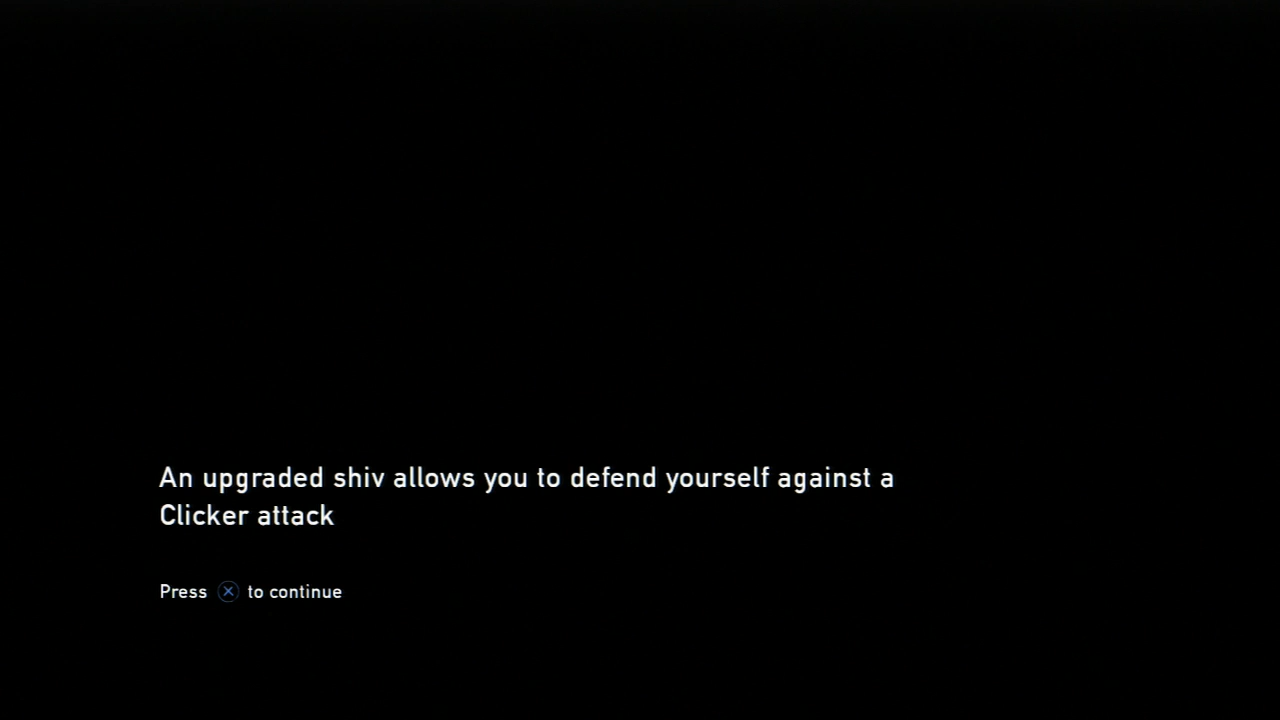 An upgraded shiv allows you to defend yourself against a
Clicker attack
Press ⓧ to continue